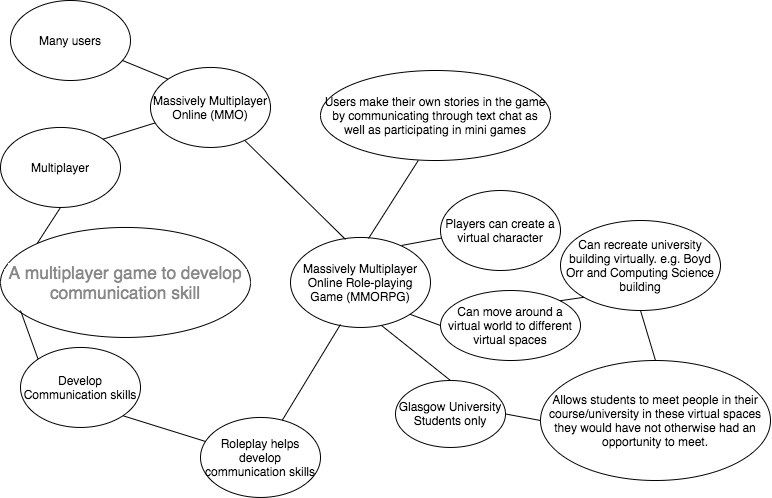 Many users
Massively Multiplayer
Online (MMO)
Users make their own stories in the game
by communicating through text chat as
well as participating in mini games
Multiplayer
Players can create a
virtual character
Can recreate university
building virtually. e.g. Boyd
Orr and Computing Science
building
A multiplayer game to develop
communication skill
Massively Multiplayer
Online Role-playing
Game (MMORPG)
Can move around a
virtual world to different
virtual spaces
Develop
Communication skills
Glasgow University
Students only
Allows students to meet people in their
course/university in these virtual spaces
they would have not otherwise had an
opportunity to meet.
Roleplay helps
develop
communication skills